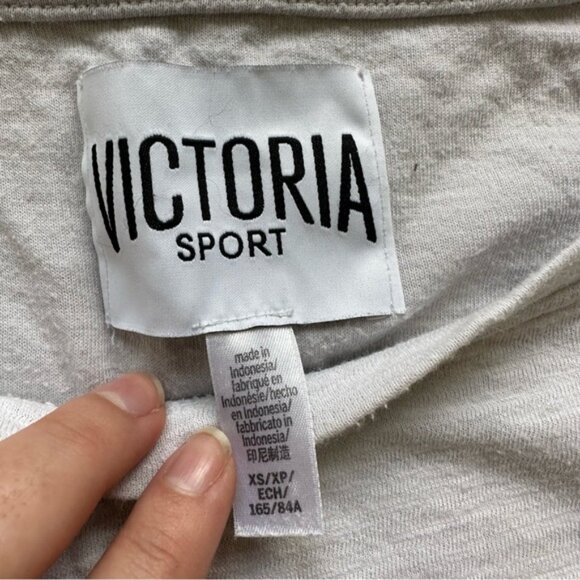 VICTORIA
SPORT
made in
Indonesia/
fabriqué en
Indonésie/hecho
en Indonesia/
fabbricato in
Indonesia/
印尼制造
XS/XP/
ECH/
165/84A